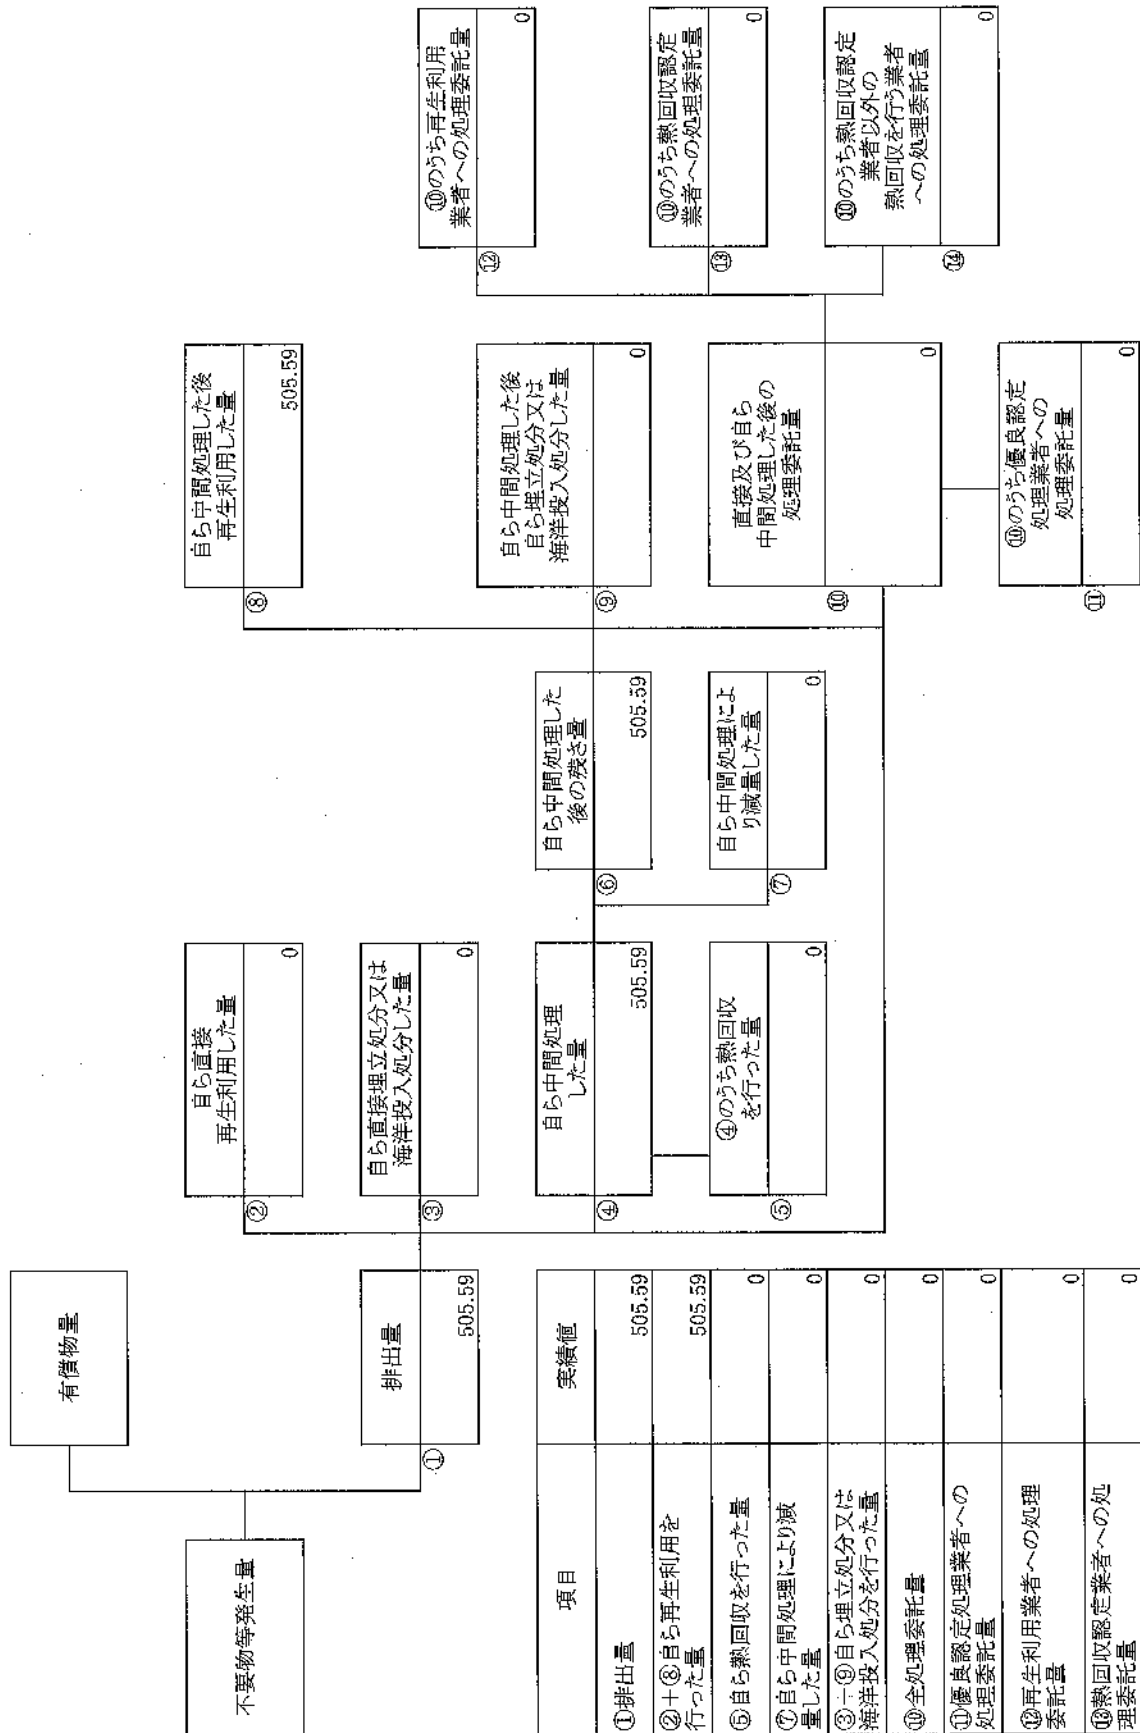 不要物等発生量
有償物量
排出量
①
505.59
自ら直接
再生利用した量
②
0
自ら直接埋立処分又は
海洋投入処分した量
③
0
自ら中間処理
した量
④
505.59
④のうち熱回収
を行った量
⑤
0
自ら中間処理した
後の残さ量
⑥
505.59
自ら中間処理によ
り減量した量
⑦
0
自ら中間処理した後
再生利用した量
⑧
505.59
自ら中間処理した後
自ら埋立処分又は
海洋投入処分した量
⑨
0
直接及び自ら
中間処理した後の
処理委託量
⑩
0
⑩のうち優良認定
処理業者への
処理委託量
⑪
0
⑩のうち再生利用
業者への処理委託量
⑫
0
⑩のうち熱回収認定
業者への処理委託量
⑬
0
⑩のうち熱回収認定
業者以外の
熱回収を行う業者
への処理委託量
⑭
0
項目 実績値
①排出量 505.59
②+⑧自ら再生利用を
行った量 505.59
⑤自ら熱回収を行った量 0
⑦自ら中間処理により減
量した量 0
③+⑨自ら埋立処分又は
海洋投入処分を行った量 0
⑩全処理委託量 0
⑪優良認定処理業者への
処理委託量 0
⑫再生利用業者への処理
委託量 0
⑬熱回収認定業者への処
理委託量 0